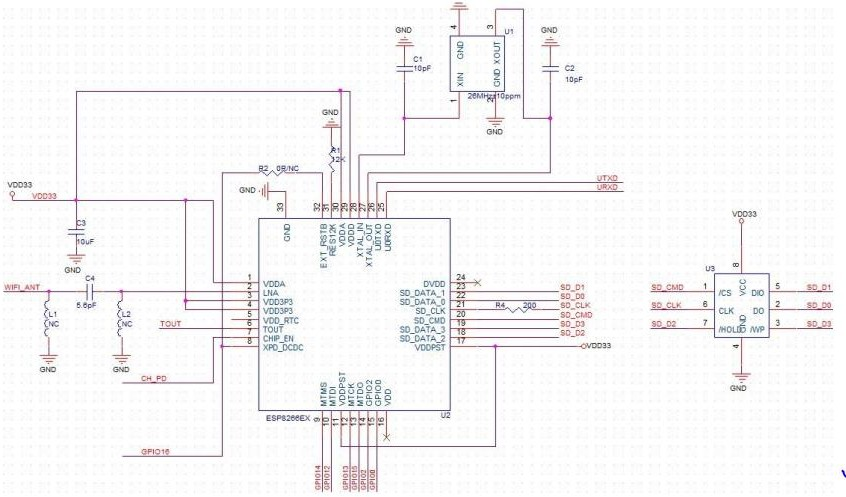 GND
4
3
U1
GND
GND
GND
XOUT
C1
10pF
XIN
GND
C2
10pF
1
2
26MHz±10ppm
GND
GND
R1
12K
R2 0R/NC
GND
UTXD
URXD
VDD33
VDD33
33
32
31
30
29
28
27
26
25
GND
EXT_RSTB
RES12K
VDDA
VDDD
XTAL_IN
XTAL_OUT
U0TXD
U0RXD
VDD33
C3
10uF
GND
WIFI_ANT
C4
5.6pF
L1
NC
L2
NC
GND
GND
1 VDDA
2 LNA
3 VDD3P3
4 VDD3P3
5 VDD_RTC
TOUT 6 TOUT
7 CHIP_EN
8 XPD_DCDC
CH_PD
GPIO16
DVDD 24
SD_DATA_1 23 SD_D1
SD_DATA_0 22 SD_D0
SD_CLK 21 R4 200 SD_CLK
SD_CMD 20 SD_CMD
SD_DATA_3 19 SD_D3
SD_DATA_2 18 SD_D2
VDDPST 17 VDD33
MTMS
MTDI
VDDPST
MTCK
MTDO
GPIO2
GPIO0
VDD
ESP8266EX
U2
9
10
11
12
13
14
15
16
GPIO14
GPIO12
GPIO13
GPIO15
GPIO2
GPIO0
U3
8
VCC
SD_CMD 1 /CS DIO 5 SD_D1
SD_CLK 6 CLK DO 2 SD_D0
SD_D2 7 /HOLD GND /WP 3 SD_D3
4
GND